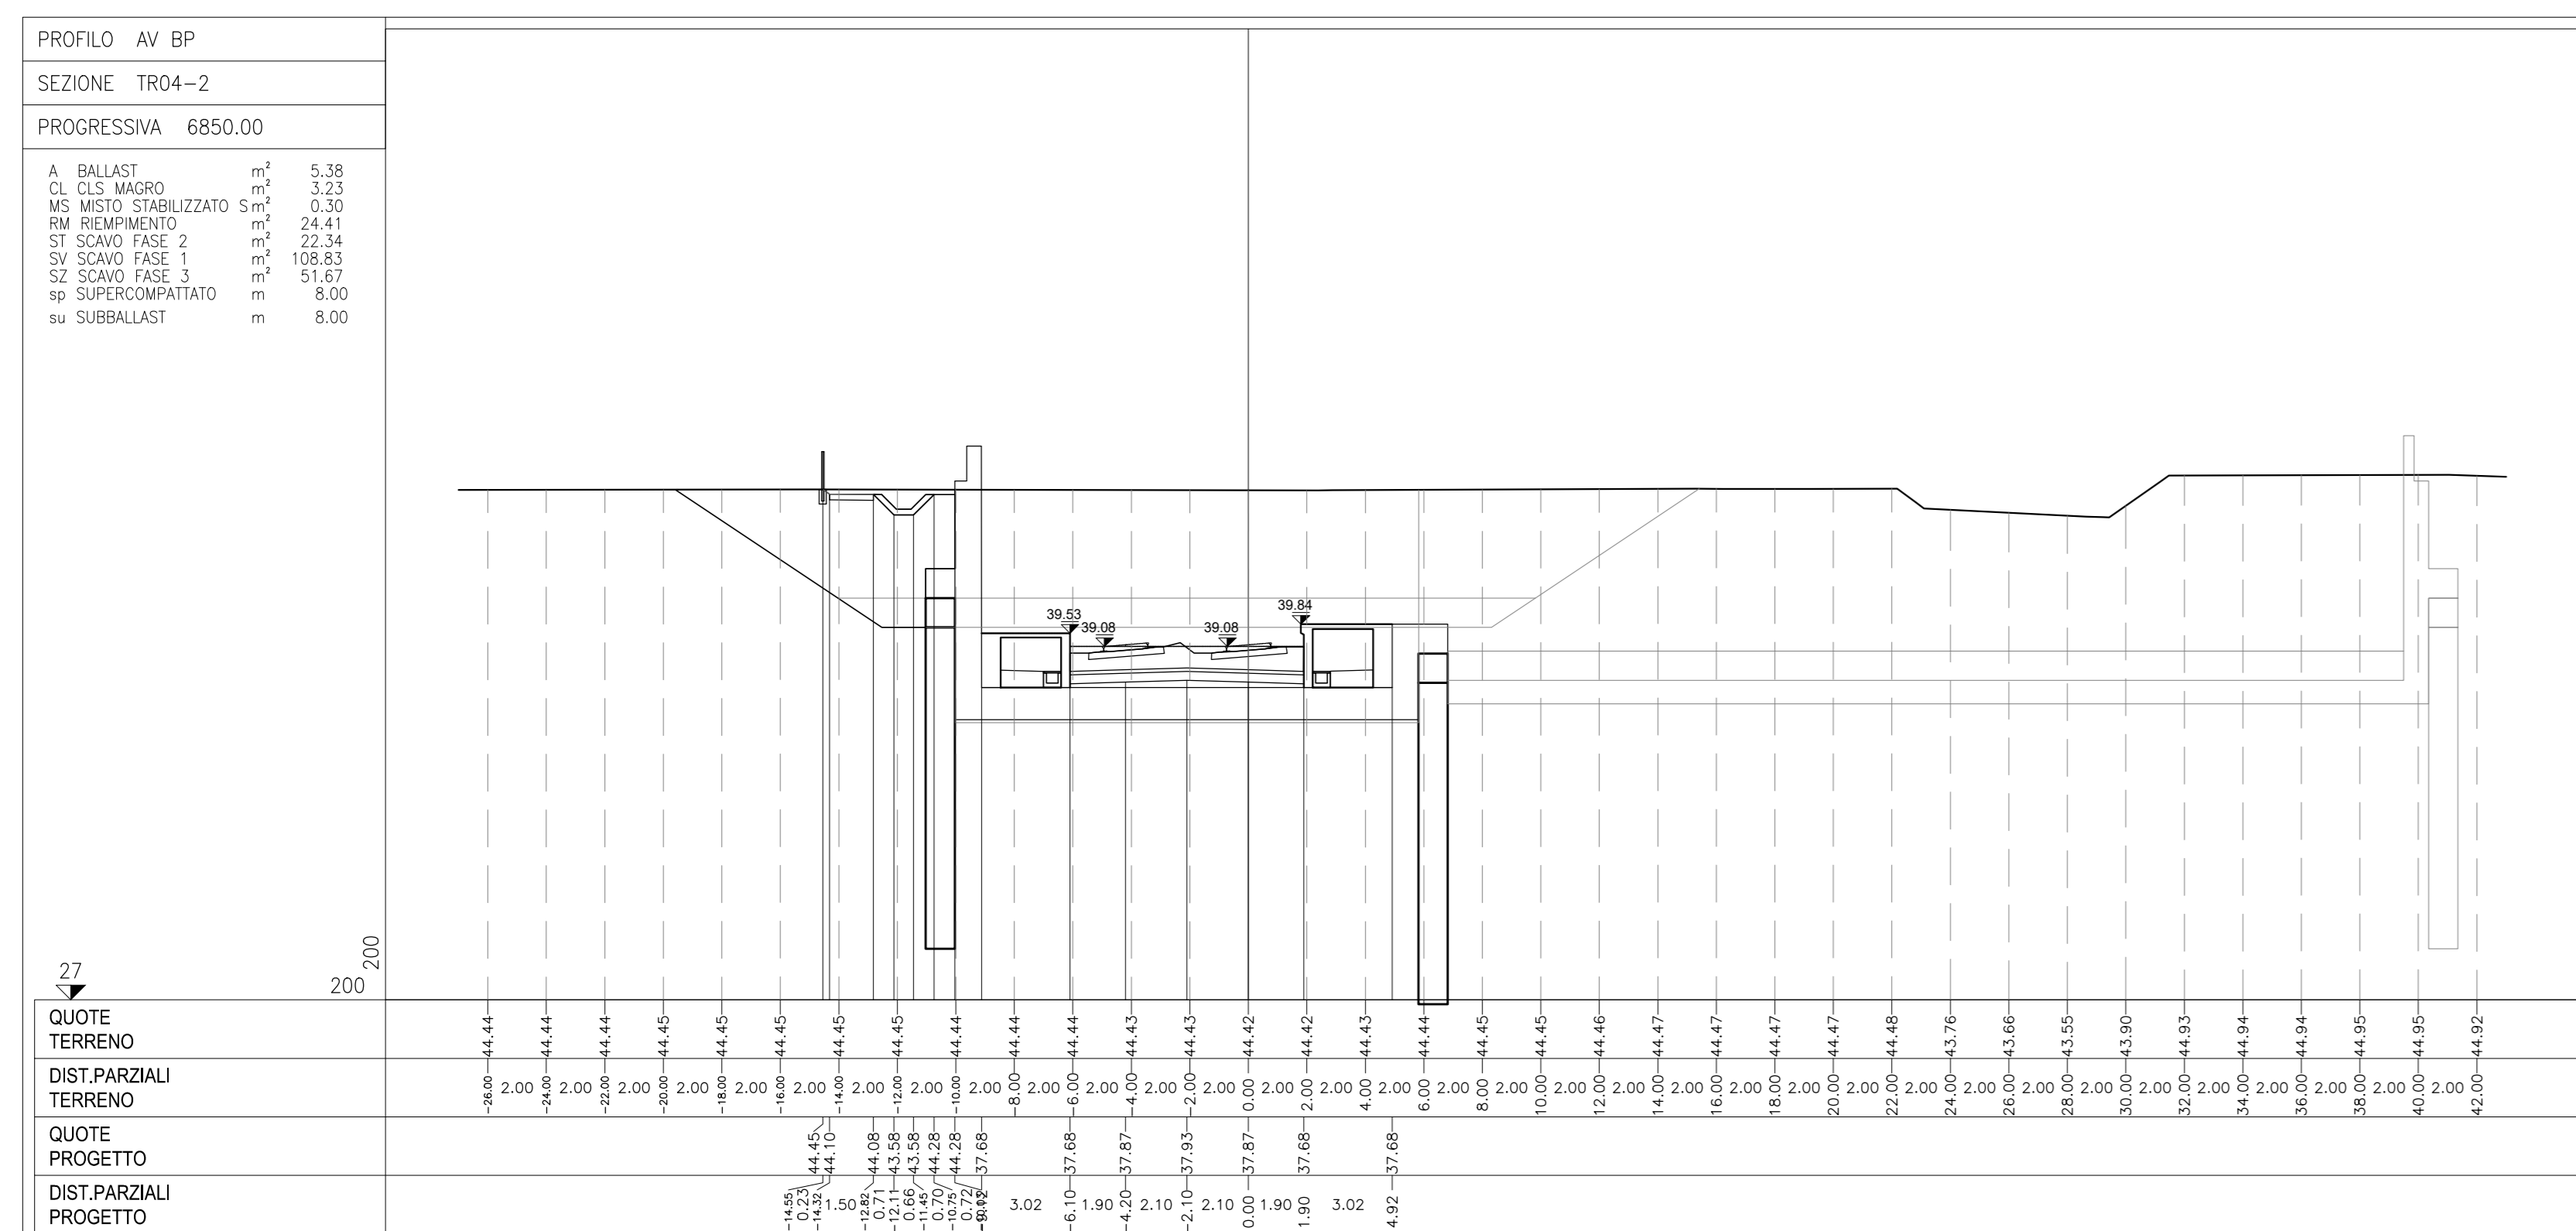 PROFILO AV BP
SEZIONE TR04-2
PROGRESSIVA 6850.00
A BALLAST m² 5.38
CL CLS MAGRO m² 3.23
MS MISTO STABILIZZATO S m² 0.30
RM RIEMPIMENTO m² 24.41
ST SCAVO FASE 2 m² 22.34
SV SCAVO FASE 1 m² 108.83
SZ SCAVO FASE 3 m² 51.67
sp SUPERCOMPATTATO m 8.00
su SUBBALLAST m 8.00
39.53
39.08
39.08
39.84
27
200
200
QUOTE
TERRENO
44.44 44.44 44.44 44.45 44.45 44.45 44.45 44.45 44.44 44.44 44.44 44.43 44.43 44.42 44.42 44.43 44.44 44.45 44.45 44.46 44.47 44.47 44.47 44.47 44.48 43.76 43.66 43.55 43.90 44.93 44.94 44.94 44.95 44.95 44.92
DIST.PARZIALI
TERRENO
-26.00 2.00 -24.00 2.00 -22.00 2.00 -20.00 2.00 -18.00 2.00 -16.00 2.00 -14.00 2.00 -12.00 2.00 -10.00 2.00 -8.00 2.00 -6.00 2.00 -4.00 2.00 -2.00 2.00 0.00 2.00 2.00 2.00 4.00 2.00 6.00 2.00 8.00 2.00 10.00 2.00 12.00 2.00 14.00 2.00 16.00 2.00 18.00 2.00 20.00 2.00 22.00 2.00 24.00 2.00 26.00 2.00 28.00 2.00 30.00 2.00 32.00 2.00 34.00 2.00 36.00 2.00 38.00 2.00 40.00 2.00 42.00
QUOTE
PROGETTO
44.45 44.10 44.08 43.58 43.58 44.28 44.28 37.68 37.68 37.87 37.93 37.87 37.68 37.68
DIST.PARZIALI
PROGETTO
-14.55 0.23 -14.32 1.50 -12.82 0.71 -12.11 0.66 -11.45 0.70 -10.75 0.72 3.02 -6.10 1.90 -4.20 2.10 -2.10 2.10 0.00 1.90 1.90 3.02 4.92